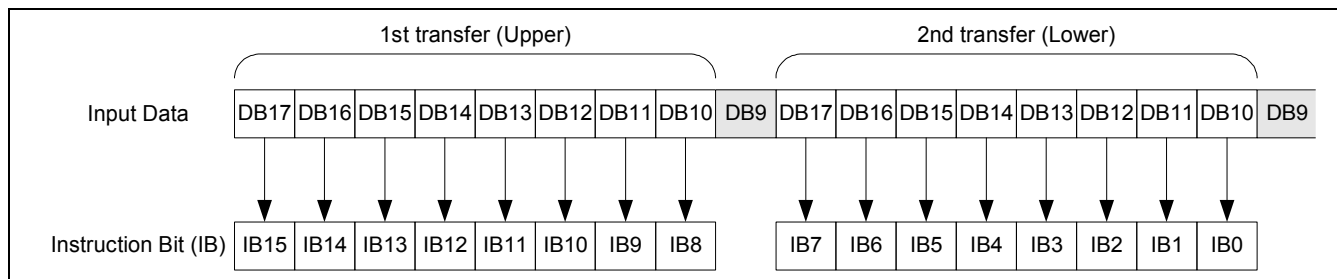 1st transfer (Upper) 2nd transfer (Lower)
Input Data DB17 DB16 DB15 DB14 DB13 DB12 DB11 DB10 DB9 DB17 DB16 DB15 DB14 DB13 DB12 DB11 DB10 DB9
Instruction Bit (IB) IB15 IB14 IB13 IB12 IB11 IB10 IB9 IB8 IB7 IB6 IB5 IB4 IB3 IB2 IB1 IB0